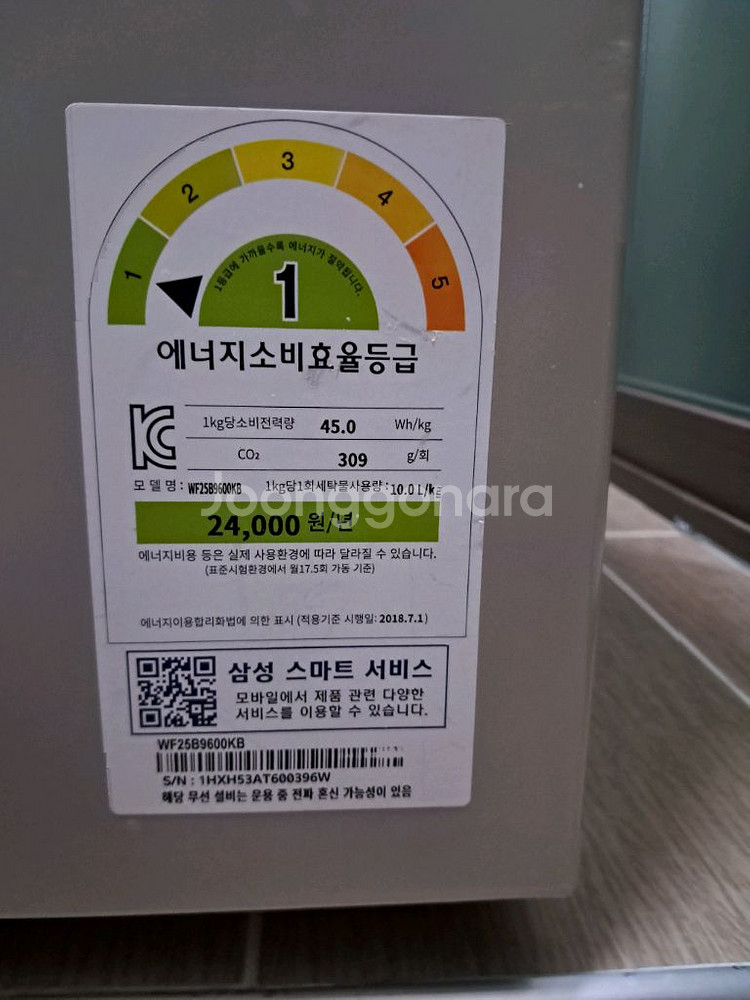 1 2 3 4 5
1등급에 가까울수록 에너지가 절약됩니다.
1
에너지소비효율등급
1kg당소비전력량 45.0 Wh/kg
CO₂ 309 g/회
모 델 명 : WF25B9600KB 1kg당1회세탁물사용량 : 10.0 L/kg
Joonggonara
24,000 원/년
에너지비용 등은 실제 사용환경에 따라 달라질 수 있습니다.
(표준시험환경에서 월17.5회 가동 기준)
에너지이용합리화법에 의한 표시 (적용기준 시행일: 2018.7.1)
삼성 스마트 서비스
모바일에서 제품 관련 다양한
서비스를 이용할 수 있습니다.
WF25B9600KB
S/N : 1HXH53AT600396W
해당 무선 설비는 운용 중 전파 혼신 가능성이 있음